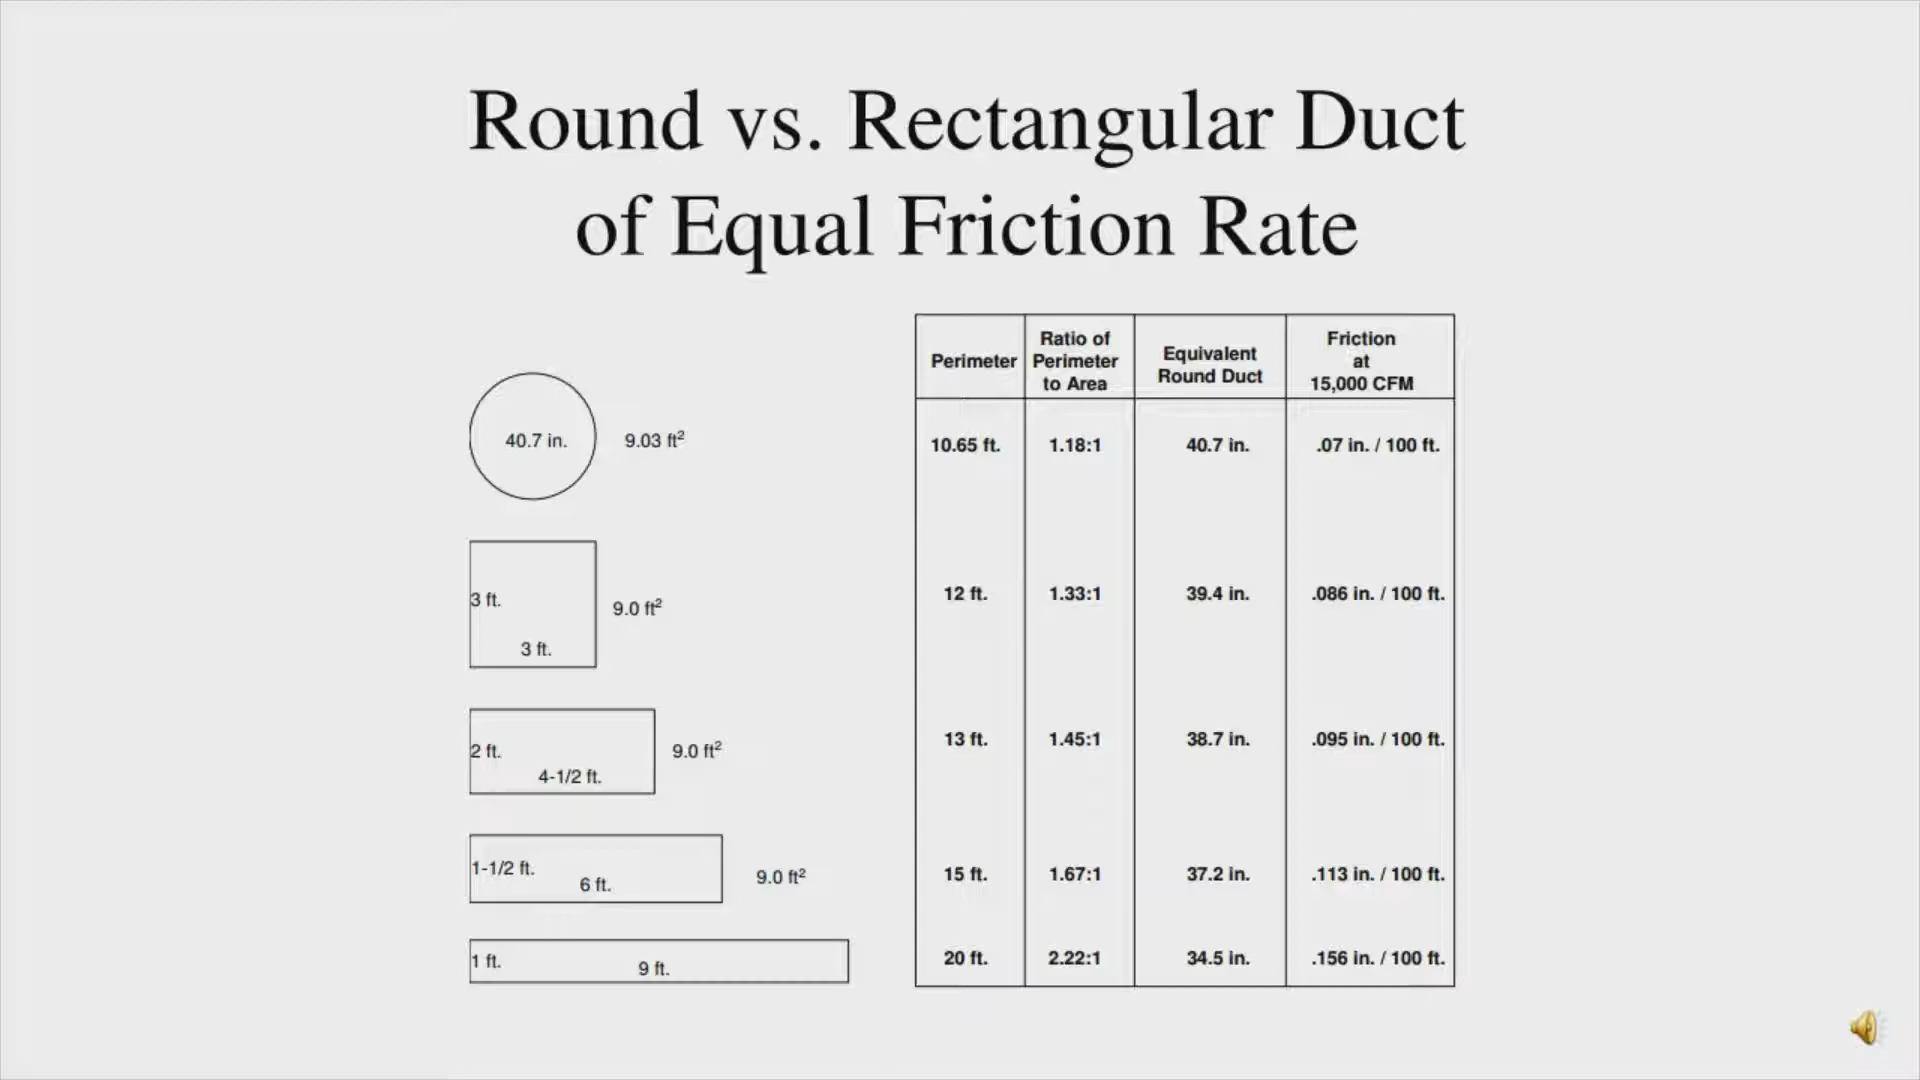 Round vs. Rectangular Duct
of Equal Friction Rate
40.7 in.
9.03 ft²
3 ft.
3 ft.
9.0 ft²
2 ft.
4-1/2 ft.
9.0 ft²
1-1/2 ft.
6 ft.
9.0 ft²
1 ft.
9 ft.
Perimeter
Ratio of
Perimeter
to Area
Equivalent
Round Duct
Friction
at
15,000 CFM
10.65 ft. 1.18:1 40.7 in. .07 in. / 100 ft.
12 ft. 1.33:1 39.4 in. .086 in. / 100 ft.
13 ft. 1.45:1 38.7 in. .095 in. / 100 ft.
15 ft. 1.67:1 37.2 in. .113 in. / 100 ft.
20 ft. 2.22:1 34.5 in. .156 in. / 100 ft.